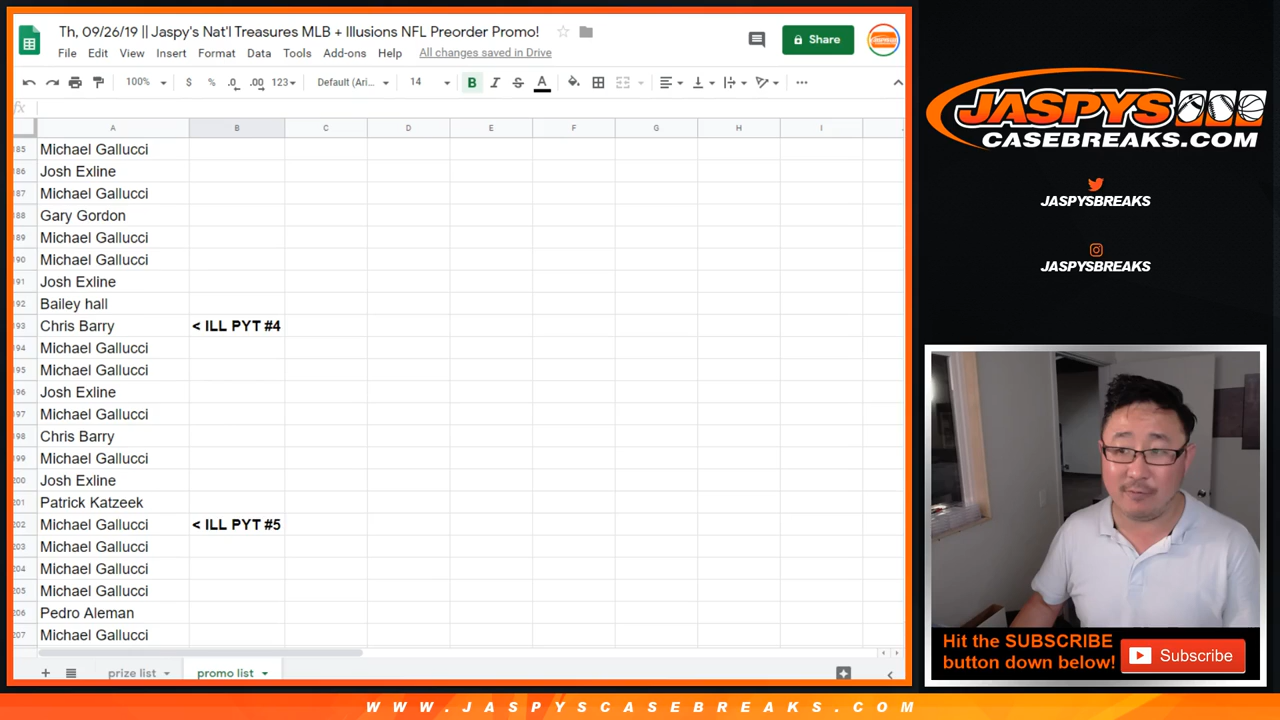 Th, 09/26/19 || Jaspy's Nat'l Treasures MLB + Illusions NFL Preorder Promo!
File Edit View Insert Format Data Tools Add-ons Help All changes saved in Drive
Share
100% $ % .0 .00 123 Default (Ari... 14 B I S A
fx
A B C D E F G H I
185 Michael Gallucci
186 Josh Exline
187 Michael Gallucci
188 Gary Gordon
189 Michael Gallucci
190 Michael Gallucci
191 Josh Exline
192 Bailey hall
193 Chris Barry < ILL PYT #4
194 Michael Gallucci
195 Michael Gallucci
196 Josh Exline
197 Michael Gallucci
198 Chris Barry
199 Michael Gallucci
200 Josh Exline
201 Patrick Katzeek
202 Michael Gallucci < ILL PYT #5
203 Michael Gallucci
204 Michael Gallucci
205 Michael Gallucci
206 Pedro Aleman
207 Michael Gallucci
prize list promo list
JASPYS
CASEBREAKS.COM
JASPYSBREAKS
JASPYSBREAKS
Hit the SUBSCRIBE
button down below!
Subscribe
WWW.JASPYSCASEBREAKS.COM